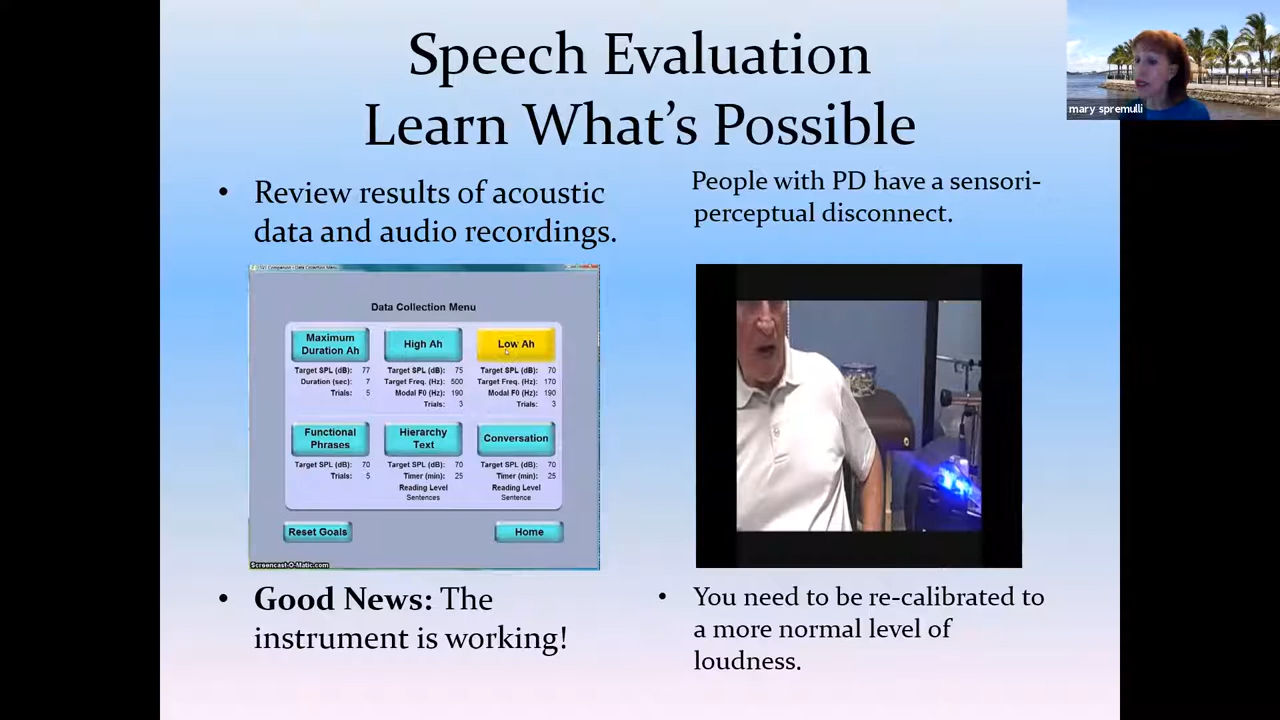 Speech Evaluation
Learn What's Possible
mary spremulli
• Review results of acoustic
data and audio recordings.
People with PD have a sensori-
perceptual disconnect.
Data Collection Menu
Maximum
Duration Ah
Target SPL (dB): 77
Duration (sec): 7
Trials: 5
High Ah
Target SPL (dB): 75
Target Freq. (Hz): 500
Modal F0 (Hz): 190
Trials: 3
Low Ah
Target SPL (dB): 70
Target Freq. (Hz): 170
Modal F0 (Hz): 190
Trials: 3
Functional
Phrases
Target SPL (dB): 70
Trials: 5
Hierarchy
Text
Target SPL (dB): 70
Timer (min): 25
Reading Level
Sentences
Conversation
Target SPL (dB): 70
Timer (min): 25
Reading Level
Sentence
Reset Goals
Home
Screencast-O-Matic.com
• Good News: The
instrument is working!
• You need to be re-calibrated to
a more normal level of
loudness.